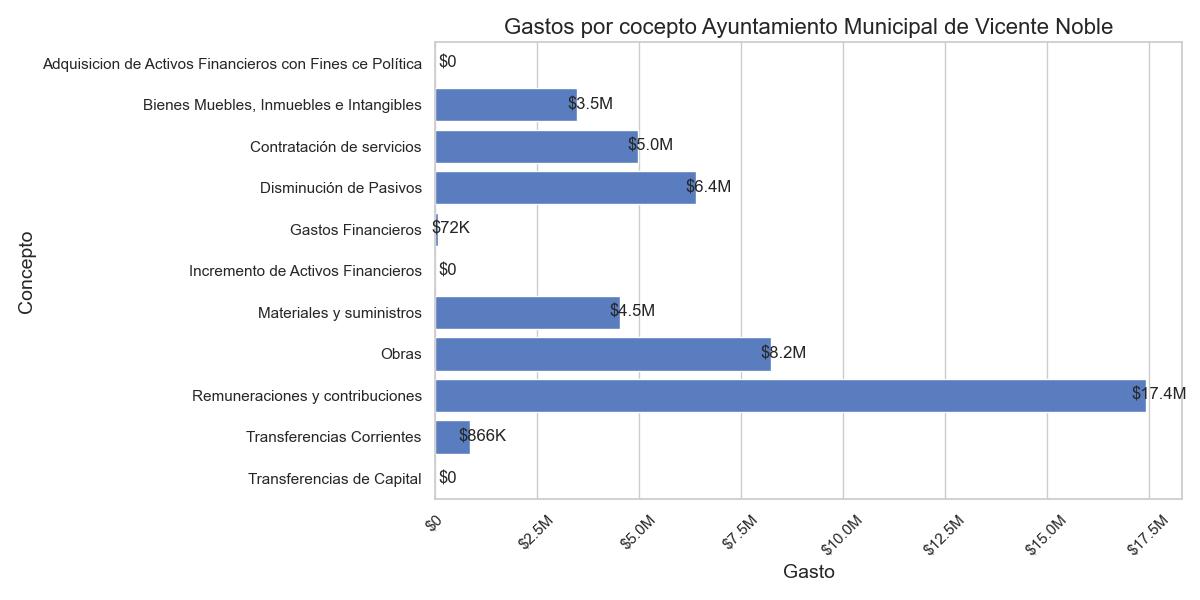 Gastos por cocepto Ayuntamiento Municipal de Vicente Noble
Concepto
Adquisicion de Activos Financieros con Fines ce Política $0
Bienes Muebles, Inmuebles e Intangibles $3.5M
Contratación de servicios $5.0M
Disminución de Pasivos $6.4M
Gastos Financieros $72K
Incremento de Activos Financieros $0
Materiales y suministros $4.5M
Obras $8.2M
Remuneraciones y contribuciones $17.4M
Transferencias Corrientes $866K
Transferencias de Capital $0
$0 $2.5M $5.0M $7.5M $10.0M $12.5M $15.0M $17.5M
Gasto